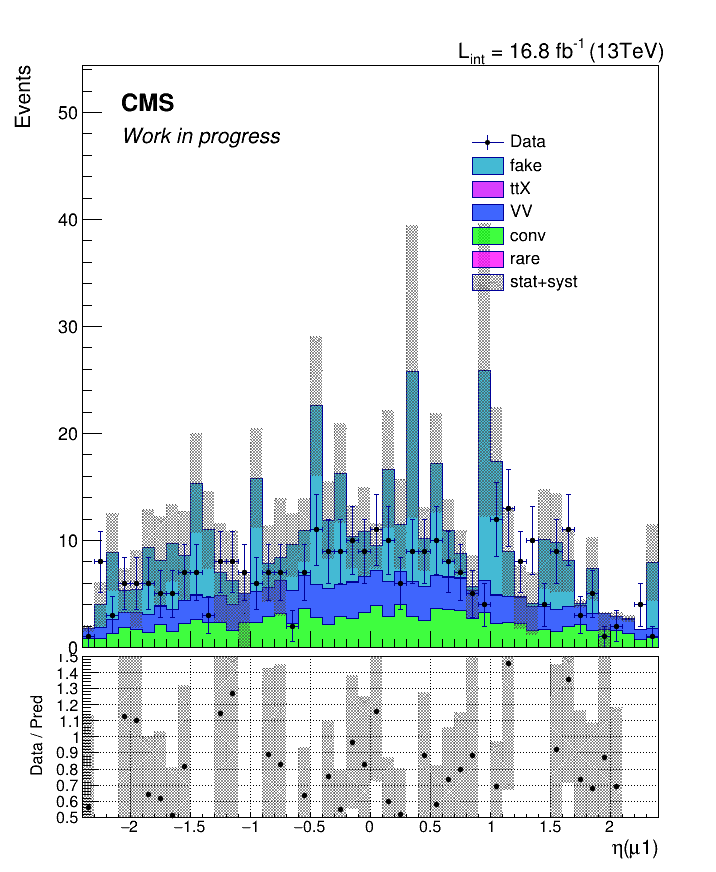 L_int = 16.8 fb^-1 (13TeV)
Events
CMS
Work in progress
Data
fake
ttX
VV
conv
rare
stat+syst
50
40
30
20
10
0
Data / Pred
1.5
1.4
1.3
1.2
1.1
1
0.9
0.8
0.7
0.6
0.5
−2 −1.5 −1 −0.5 0 0.5 1 1.5 2
η(μ1)